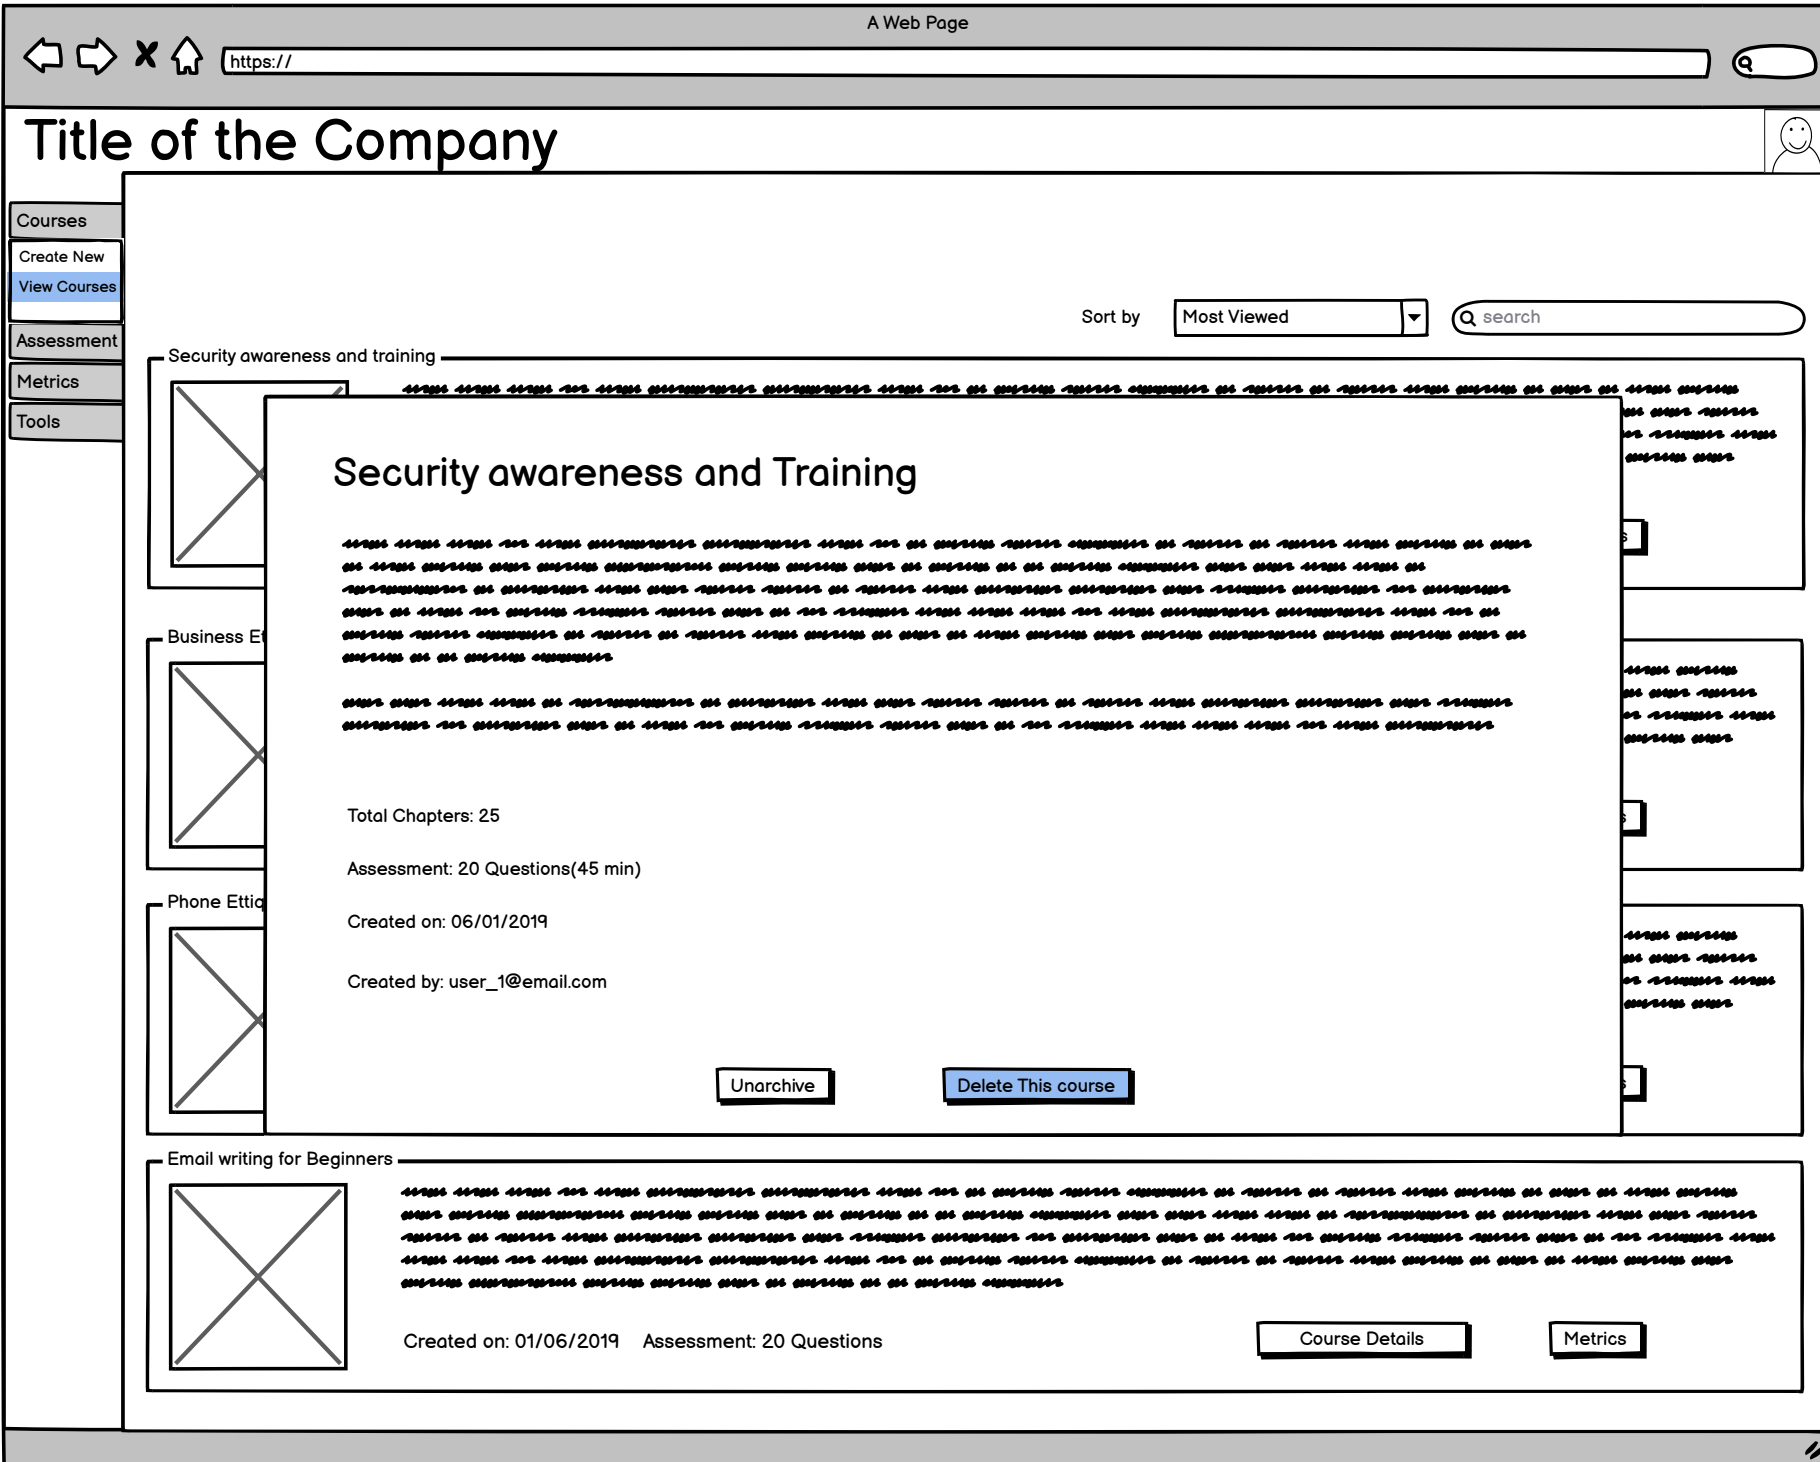 A Web Page
https://
Title of the Company
Courses
Create New
View Courses
Assessment
Metrics
Tools
Sort by
Most Viewed
search
Security awareness and training
Security awareness and Training
Total Chapters: 25
Assessment: 20 Questions(45 min)
Created on: 06/01/2019
Created by: user_1@email.com
Unarchive
Delete This course
s
Business Et
s
Phone Ettiq
s
Email writing for Beginners
Created on: 01/06/2019 Assessment: 20 Questions
Course Details
Metrics